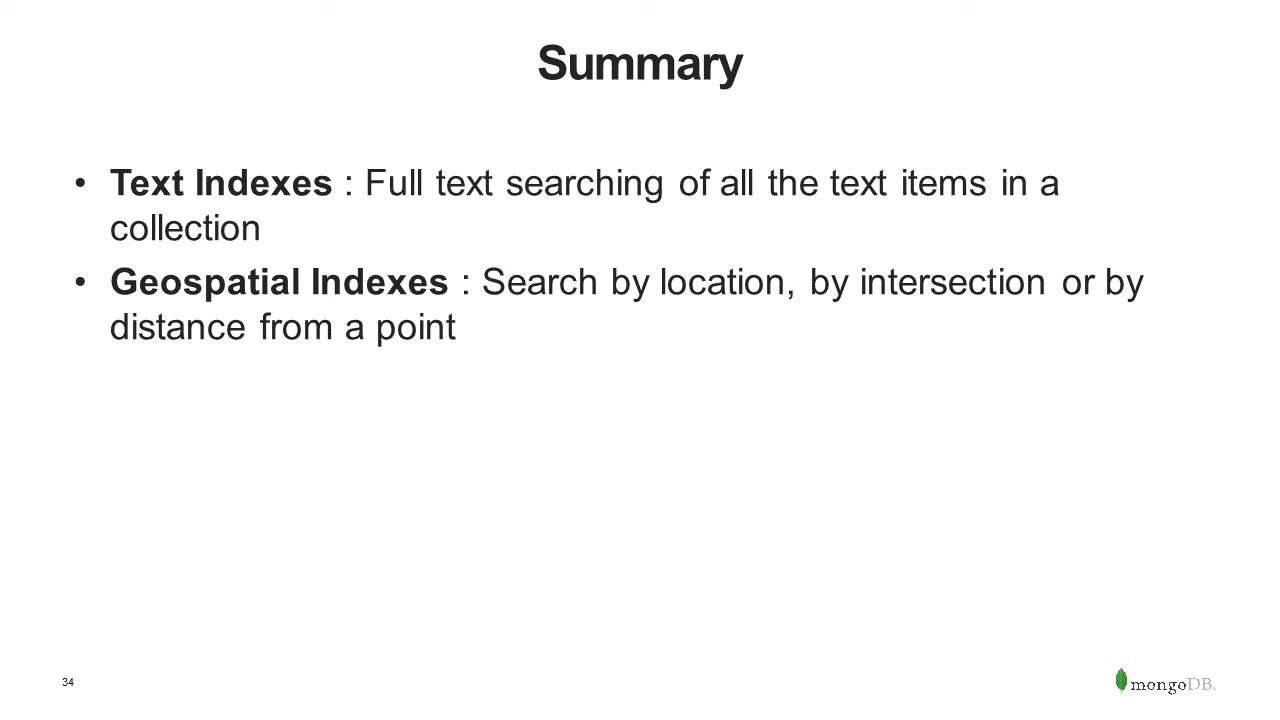 Summary
• Text Indexes : Full text searching of all the text items in a
collection
• Geospatial Indexes : Search by location, by intersection or by
distance from a point
34
mongoDB.